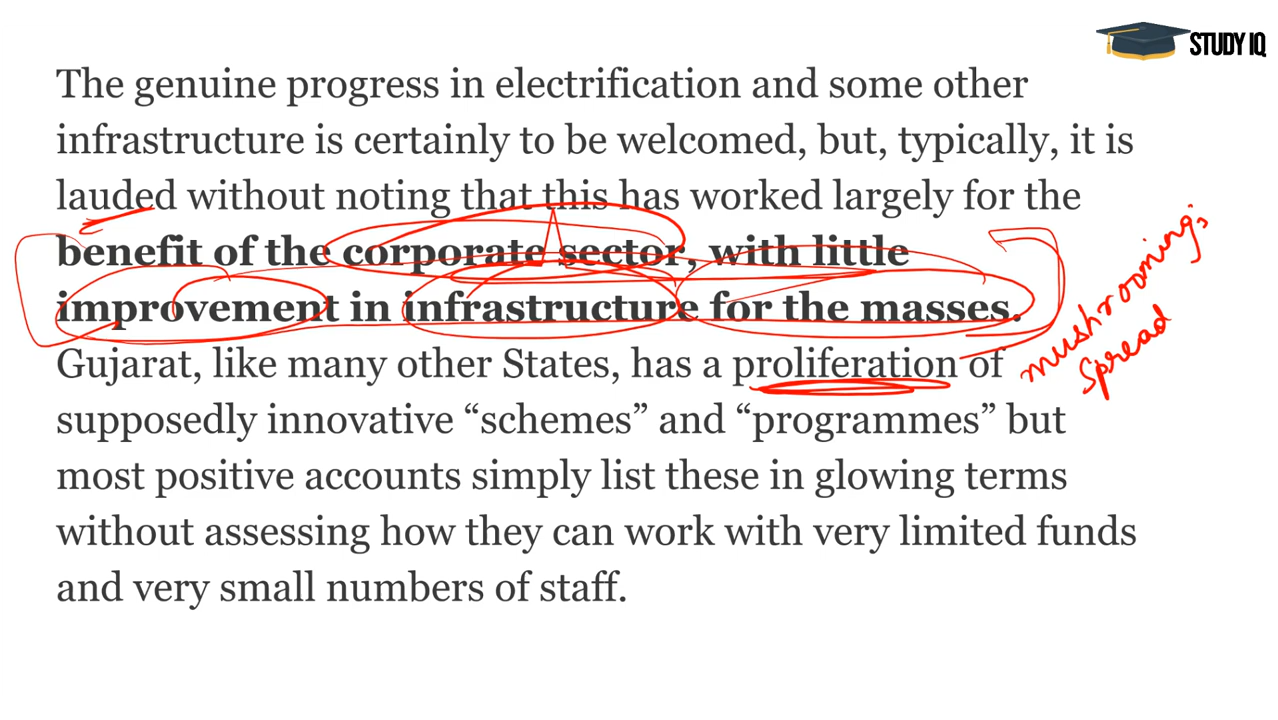 STUDY IQ
The genuine progress in electrification and some other
infrastructure is certainly to be welcomed, but, typically, it is
lauded without noting that this has worked largely for the
benefit of the corporate sector, with little
improvement in infrastructure for the masses.
Gujarat, like many other States, has a proliferation of
supposedly innovative “schemes” and “programmes” but
most positive accounts simply list these in glowing terms
without assessing how they can work with very limited funds
and very small numbers of staff.
mushrooming;
Spread